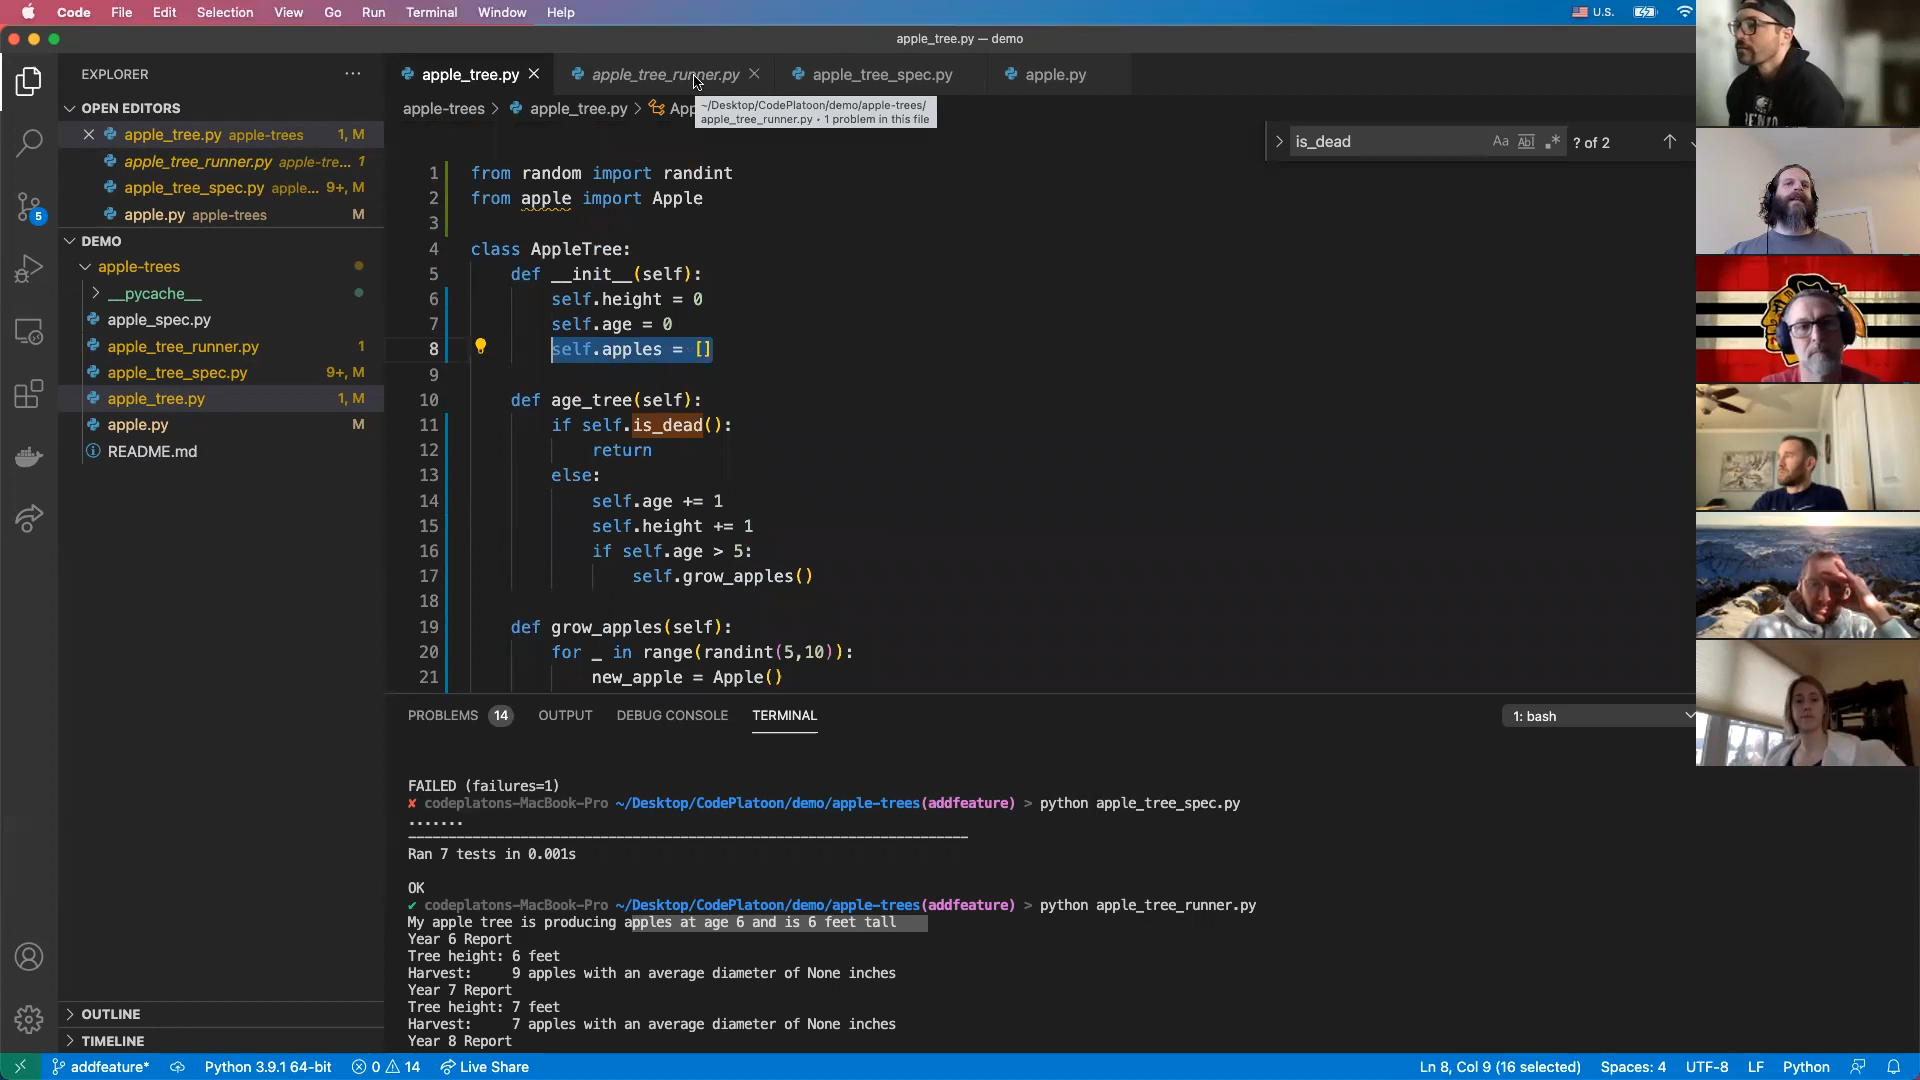 Code File Edit Selection View Go Run Terminal Window Help U.S.
apple_tree.py — demo
EXPLORER
OPEN EDITORS
apple_tree.py apple-trees 1, M
apple_tree_runner.py apple-tre... 1
apple_tree_spec.py apple... 9+, M
apple.py apple-trees M
DEMO
apple-trees
__pycache__
apple_spec.py
apple_tree_runner.py 1
apple_tree_spec.py 9+, M
apple_tree.py 1, M
apple.py M
README.md
5
OUTLINE
TIMELINE
apple_tree.py apple_tree_runner.py apple_tree_spec.py apple.py
apple-trees > apple_tree.py > App
~/Desktop/CodePlatoon/demo/apple-trees/
apple_tree_runner.py • 1 problem in this file
is_dead Aa Abl .* ? of 2
1 from random import randint
2 from apple import Apple
3
4 class AppleTree:
5 def __init__(self):
6 self.height = 0
7 self.age = 0
8 self.apples = []
9
10 def age_tree(self):
11 if self.is_dead():
12 return
13 else:
14 self.age += 1
15 self.height += 1
16 if self.age > 5:
17 self.grow_apples()
18
19 def grow_apples(self):
20 for _ in range(randint(5,10)):
21 new_apple = Apple()
PROBLEMS 14 OUTPUT DEBUG CONSOLE TERMINAL 1: bash
FAILED (failures=1)
✘ codeplatons-MacBook-Pro ~/Desktop/CodePlatoon/demo/apple-trees(addfeature) > python apple_tree_spec.py
.......
----------------------------------------------------------------------
Ran 7 tests in 0.001s
OK
✔ codeplatons-MacBook-Pro ~/Desktop/CodePlatoon/demo/apple-trees(addfeature) > python apple_tree_runner.py
My apple tree is producing apples at age 6 and is 6 feet tall
Year 6 Report
Tree height: 6 feet
Harvest: 9 apples with an average diameter of None inches
Year 7 Report
Tree height: 7 feet
Harvest: 7 apples with an average diameter of None inches
Year 8 Report
addfeature* Python 3.9.1 64-bit 0 14 Live Share Ln 8, Col 9 (16 selected) Spaces: 4 UTF-8 LF Python